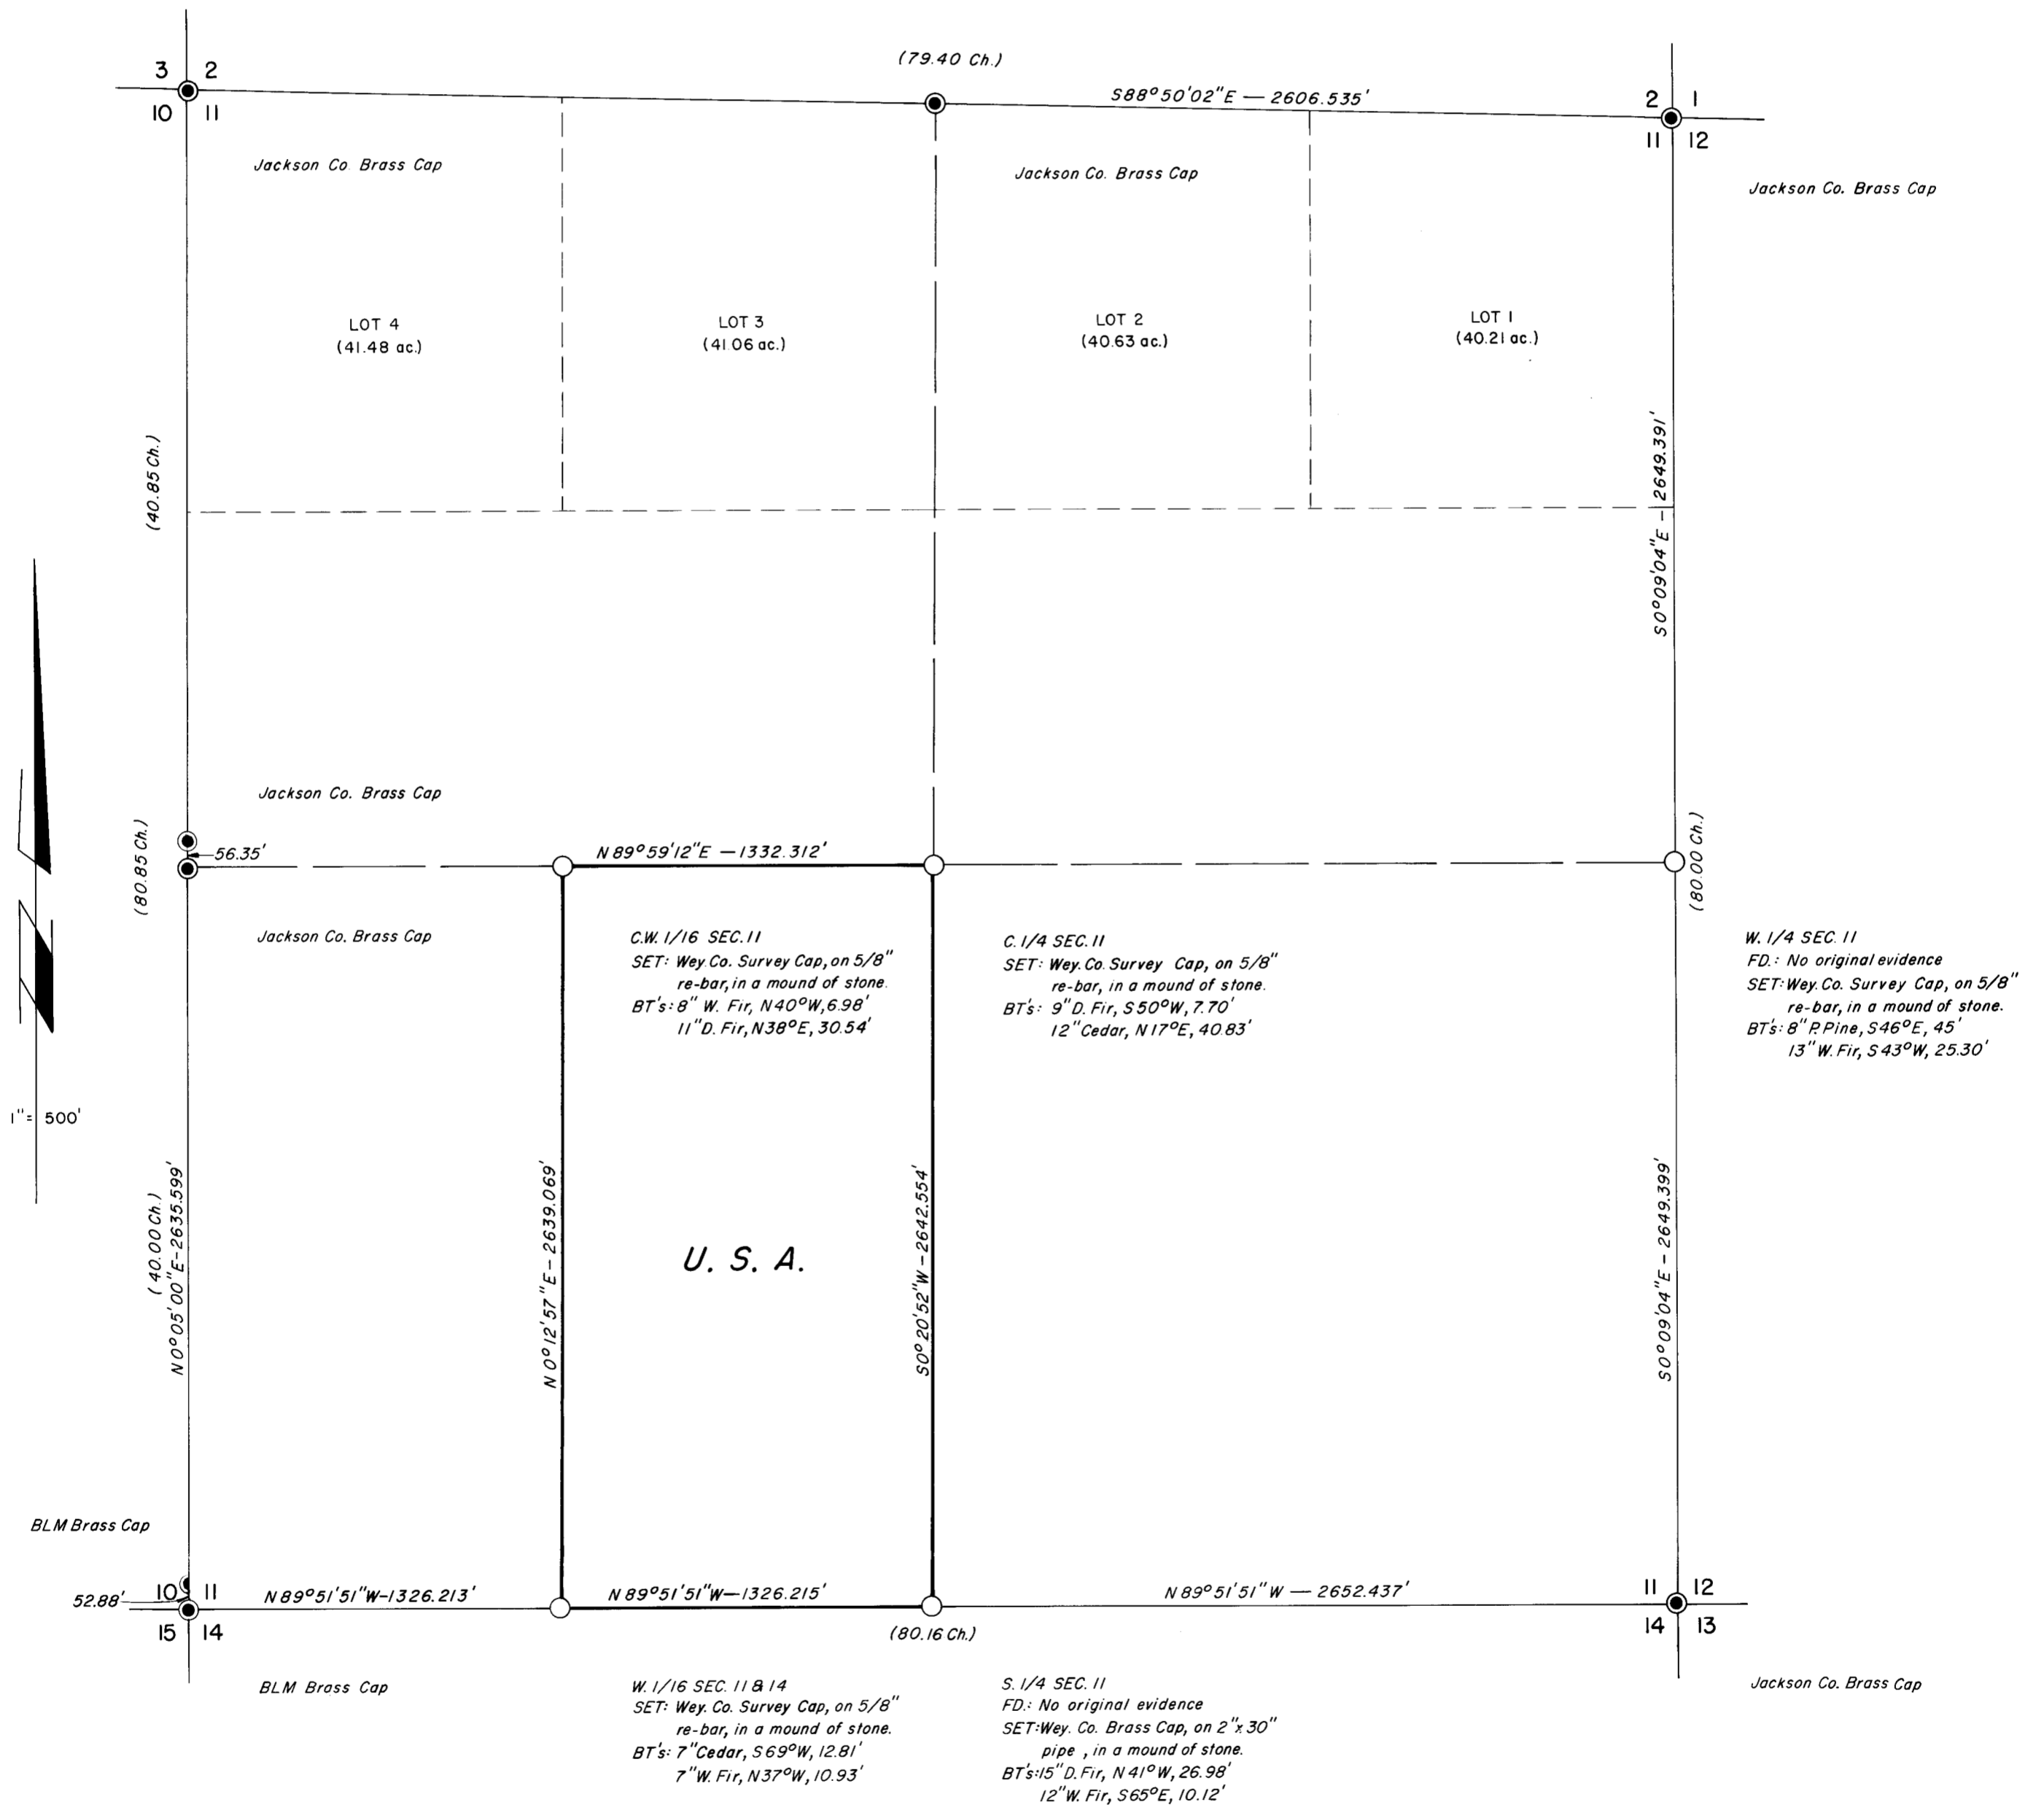 (79.40 Ch.)
3 2
10 11
S88°50'02"E — 2606.535'
2 1
11 12
Jackson Co. Brass Cap
Jackson Co. Brass Cap
Jackson Co. Brass Cap
LOT 4
(41.48 ac.)
LOT 3
(41.06 ac.)
LOT 2
(40.63 ac.)
LOT 1
(40.21 ac.)
(40.85 Ch.)
S0°09'04"E — 2649.391'
Jackson Co. Brass Cap
(80.85 Ch.)
56.35'
N 89°59'12"E — 1332.312'
(80.00 Ch.)
Jackson Co. Brass Cap
C.W. 1/16 SEC. 11
SET: Wey. Co. Survey Cap, on 5/8"
re-bar, in a mound of stone.
BT's: 8" W. Fir, N40°W, 6.98'
11" D. Fir, N38°E, 30.54'
C. 1/4 SEC. 11
SET: Wey. Co. Survey Cap, on 5/8"
re-bar, in a mound of stone.
BT's: 9" D. Fir, S50°W, 7.70'
12" Cedar, N17°E, 40.83'
W. 1/4 SEC. 11
FD.: No original evidence
SET: Wey. Co. Survey Cap, on 5/8"
re-bar, in a mound of stone.
BT's: 8" P. Pine, S46°E, 45'
13" W. Fir, S43°W, 25.30'
N
1" = 500'
(40.00 Ch.)
N 0°05'00"E – 2635.599'
N 0°12'57"E – 2639.069'
U. S. A.
S0°20'52"W – 2642.554'
S0°09'04"E – 2649.399'
BLM Brass Cap
52.88'
10 11
15 14
N 89°51'51"W – 1326.213'
N 89°51'51"W — 1326.215'
N 89°51'51"W — 2652.437'
11 12
14 13
(80.16 Ch.)
BLM Brass Cap
W. 1/16 SEC. 11 & 14
SET: Wey. Co. Survey Cap, on 5/8"
re-bar, in a mound of stone.
BT's: 7" Cedar, S69°W, 12.81'
7" W. Fir, N37°W, 10.93'
S. 1/4 SEC. 11
FD.: No original evidence
SET: Wey. Co. Brass Cap, on 2" x 30"
pipe, in a mound of stone.
BT's: 15" D. Fir, N41°W, 26.98'
12" W. Fir, S65°E, 10.12'
Jackson Co. Brass Cap